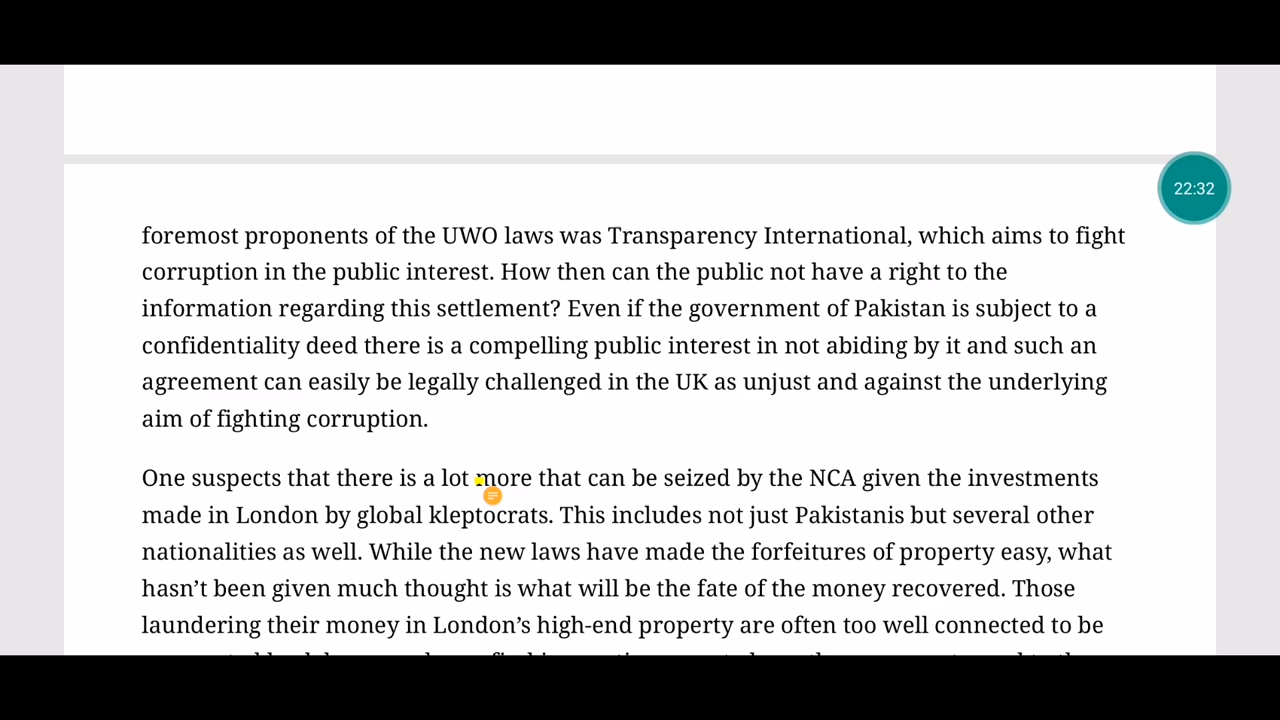 22:32
foremost proponents of the UWO laws was Transparency International, which aims to fight
corruption in the public interest. How then can the public not have a right to the
information regarding this settlement? Even if the government of Pakistan is subject to a
confidentiality deed there is a compelling public interest in not abiding by it and such an
agreement can easily be legally challenged in the UK as unjust and against the underlying
aim of fighting corruption.
One suspects that there is a lot more that can be seized by the NCA given the investments
made in London by global kleptocrats. This includes not just Pakistanis but several other
nationalities as well. While the new laws have made the forfeitures of property easy, what
hasn’t been given much thought is what will be the fate of the money recovered. Those
laundering their money in London’s high-end property are often too well connected to be